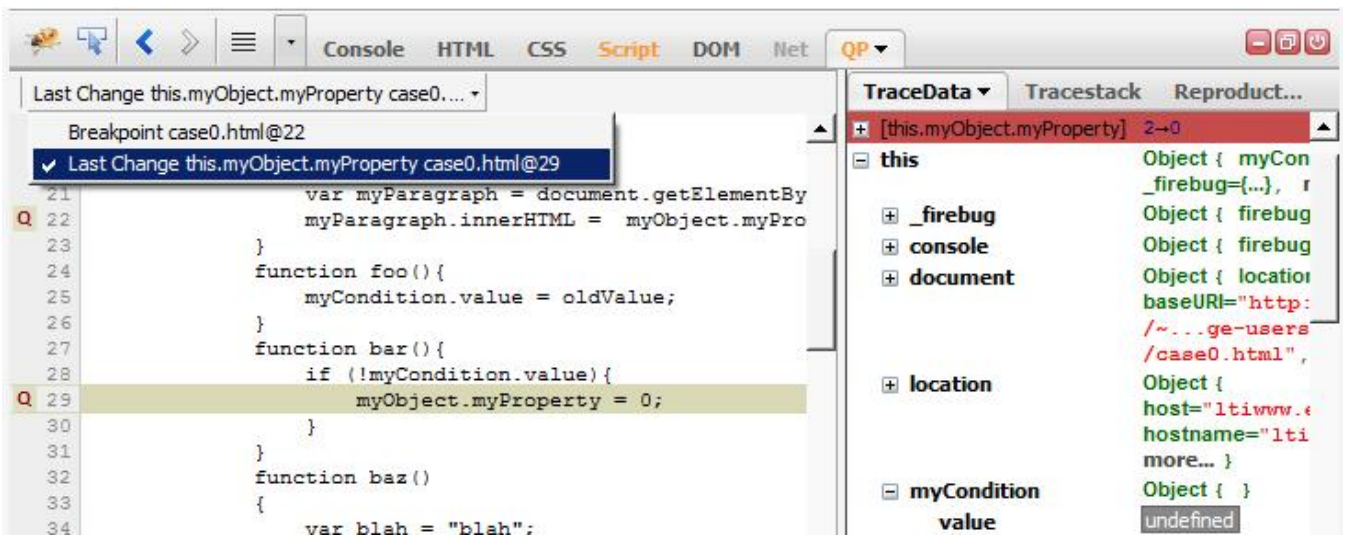 Console HTML CSS Script DOM Net QP
Last Change this.myObject.myProperty case0....
Breakpoint case0.html@22
Last Change this.myObject.myProperty case0.html@29
21 var myParagraph = document.getElementBy
Q 22 myParagraph.innerHTML = myObject.myPro
23 }
24 function foo(){
25 myCondition.value = oldValue;
26 }
27 function bar(){
28 if (!myCondition.value){
Q 29 myObject.myProperty = 0;
30 }
31 }
32 function baz()
33 {
34 var blah = "blah";
TraceData Tracestack Reproduct...
[this.myObject.myProperty] 2→0
this Object { myCon
_firebug={...},
_firebug Object { firebug
console Object { firebug
document Object { location
baseURI="http:
/~...ge-users
/case0.html",
location Object {
host="ltiwww.e
hostname="lti
more... }
myCondition Object { }
value undefined